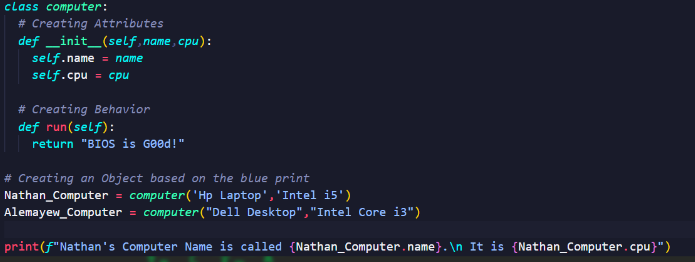 class computer:
  # Creating Attributes
  def __init__(self,name,cpu):
    self.name = name
    self.cpu = cpu

  # Creating Behavior
  def run(self):
    return "BIOS is G00d!"

# Creating an Object based on the blue print
Nathan_Computer = computer('Hp Laptop','Intel i5')
Alemayew_Computer = computer("Dell Desktop","Intel Core i3")

print(f"Nathan's Computer Name is called {Nathan_Computer.name}.\n It is {Nathan_Computer.cpu}")